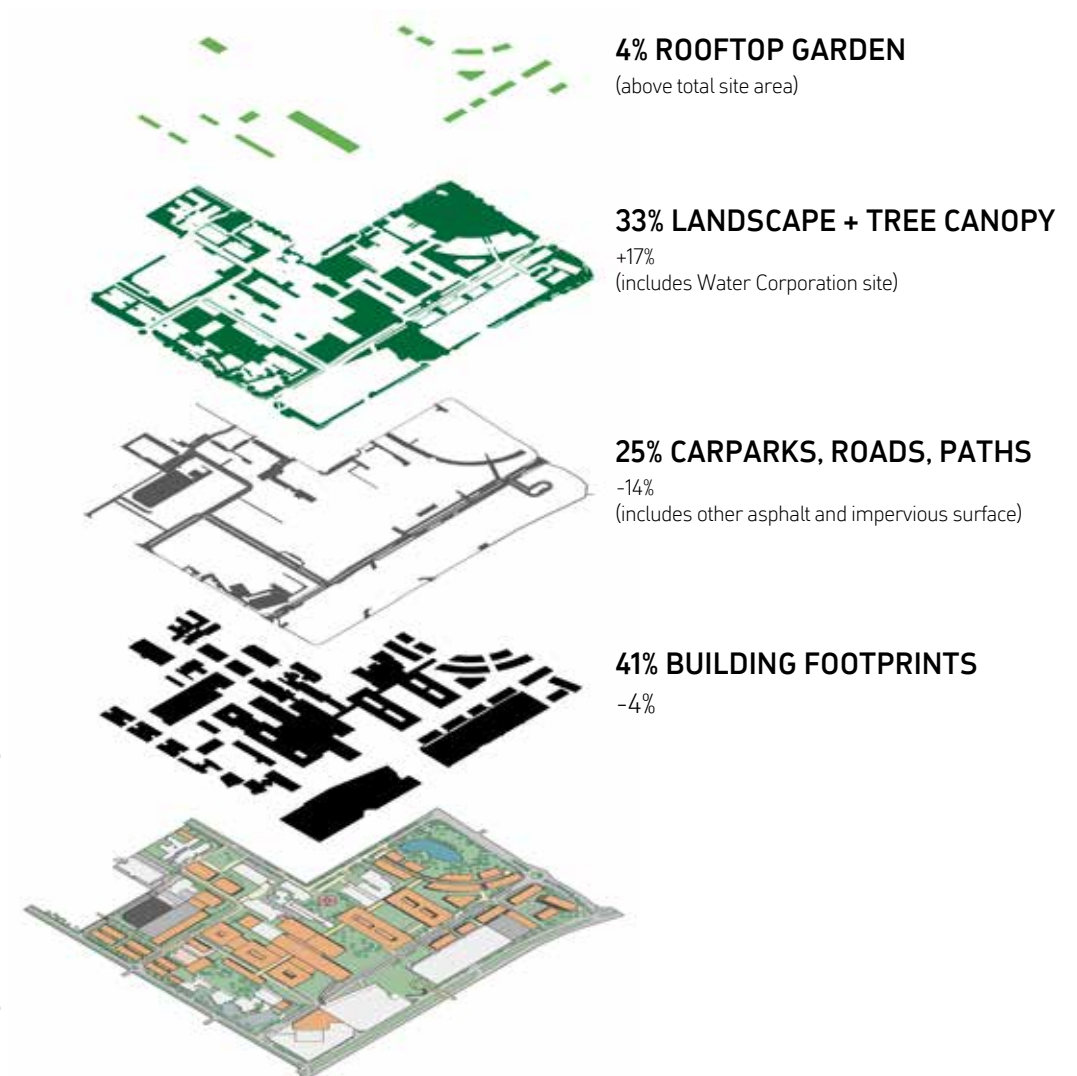 4% ROOFTOP GARDEN
(above total site area)
33% LANDSCAPE + TREE CANOPY
+17%
(includes Water Corporation site)
25% CARPARKS, ROADS, PATHS
-14%
(includes other asphalt and impervious surface)
41% BUILDING FOOTPRINTS
-4%